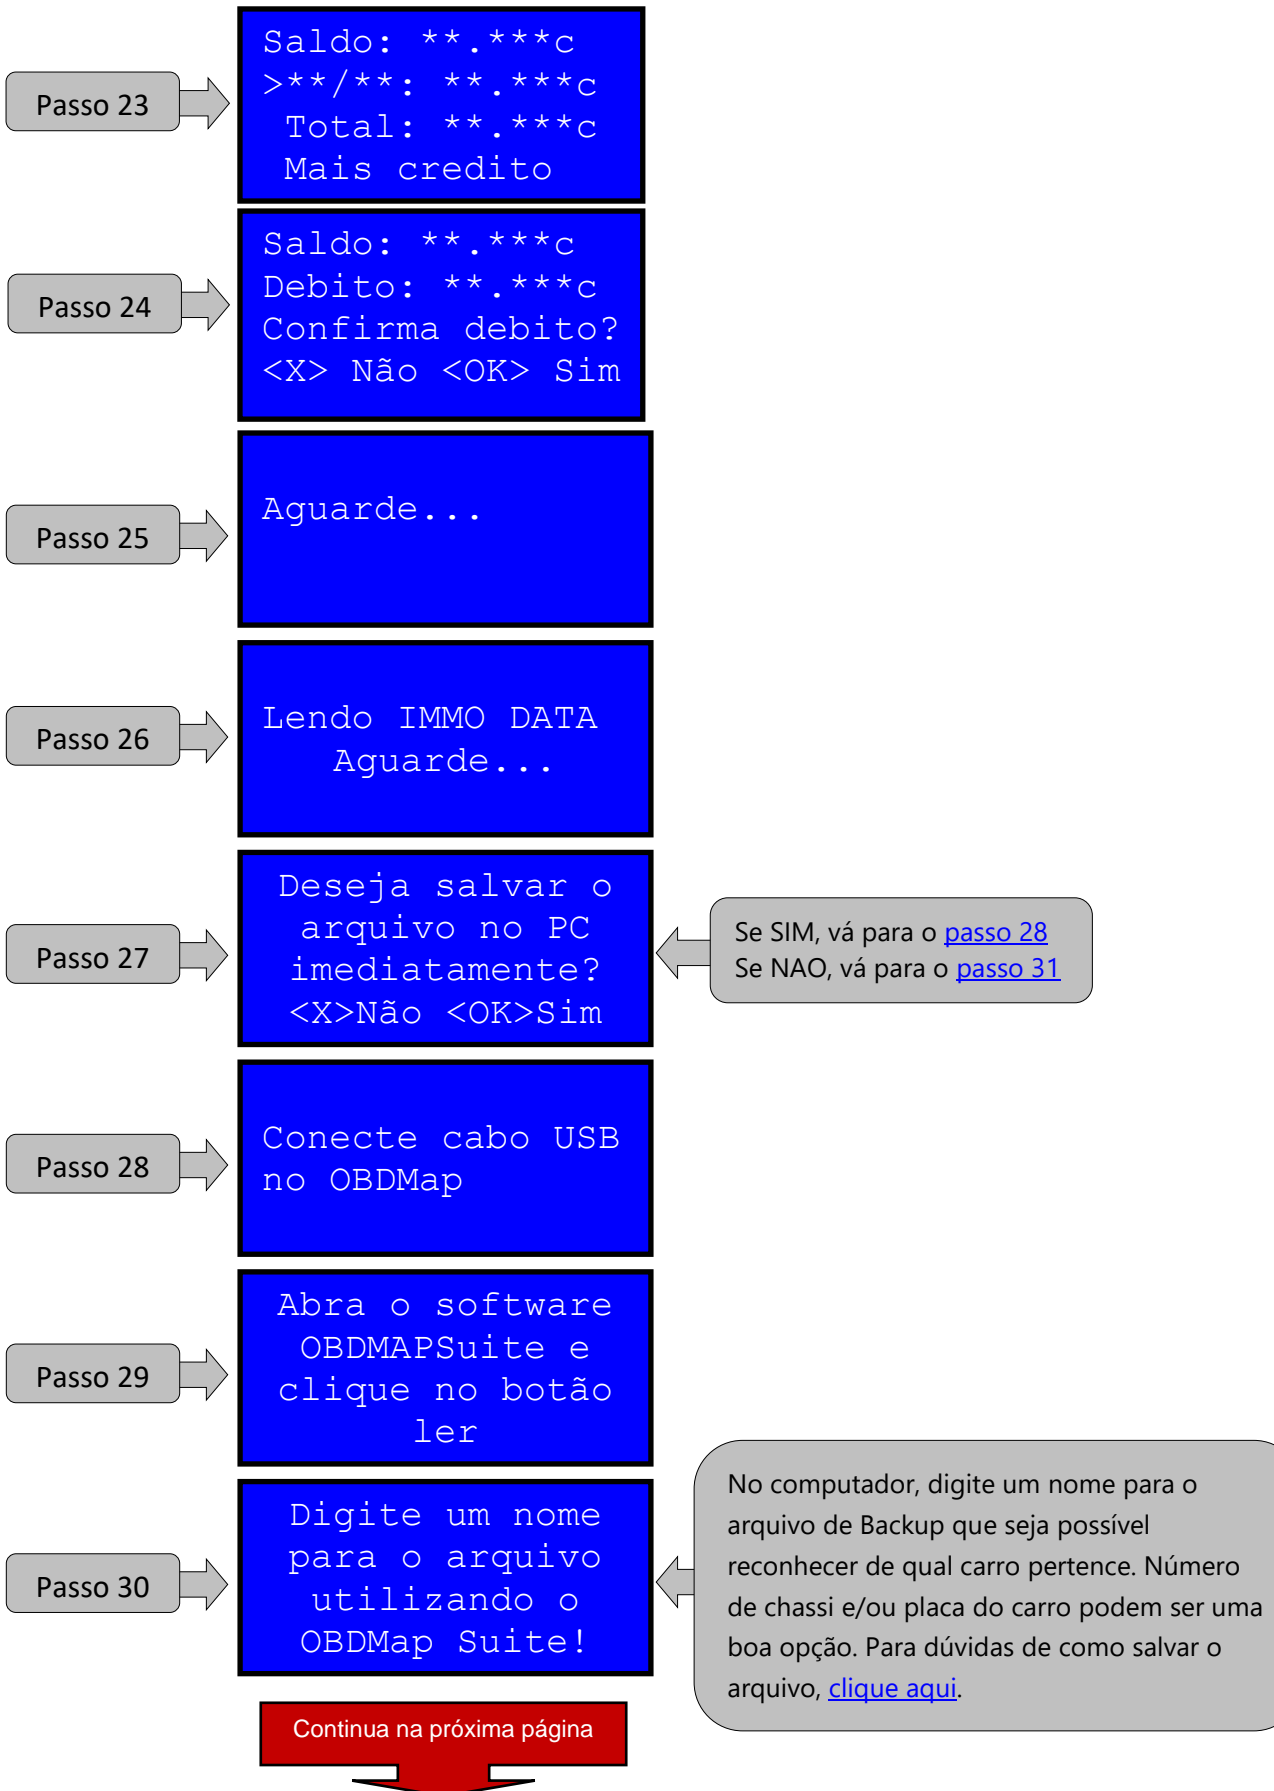 Passo 23
Saldo: **.***c
>**/**: **.***c
Total: **.***c
Mais credito
Passo 24
Saldo: **.***c
Debito: **.***c
Confirma debito?
<X> Não <OK> Sim
Passo 25
Aguarde...
Passo 26
Lendo IMMO DATA
Aguarde...
Passo 27
Deseja salvar o
arquivo no PC
imediatamente?
<X>Não <OK>Sim
Se SIM, vá para o passo 28
Se NAO, vá para o passo 31
Passo 28
Conecte cabo USB
no OBDMap
Passo 29
Abra o software
OBDMAPSuite e
clique no botão
ler
Passo 30
Digite um nome
para o arquivo
utilizando o
OBDMap Suite!
No computador, digite um nome para o
arquivo de Backup que seja possível
reconhecer de qual carro pertence. Número
de chassi e/ou placa do carro podem ser uma
boa opção. Para dúvidas de como salvar o
arquivo, clique aqui.
Continua na próxima página